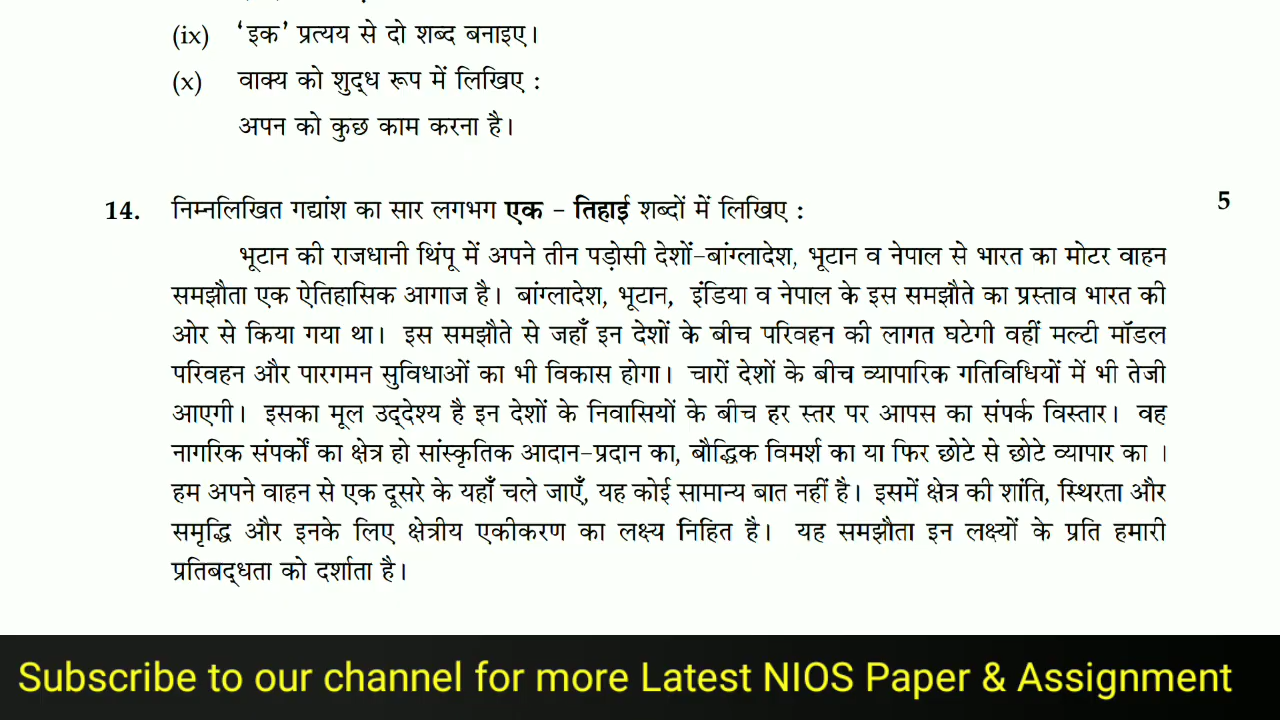 (ix) ‘इक’ प्रत्यय से दो शब्द बनाइए।
(x) वाक्य को शुद्ध रूप में लिखिए :
अपन को कुछ काम करना है।
14. निम्नलिखित गद्यांश का सार लगभग एक - तिहाई शब्दों में लिखिए : 5
भूटान की राजधानी थिंपू में अपने तीन पड़ोसी देशों-बांग्लादेश, भूटान व नेपाल से भारत का मोटर वाहन
समझौता एक ऐतिहासिक आगाज है। बांग्लादेश, भूटान, इंडिया व नेपाल के इस समझौते का प्रस्ताव भारत की
ओर से किया गया था। इस समझौते से जहाँ इन देशों के बीच परिवहन की लागत घटेगी वहीं मल्टी मॉडल
परिवहन और पारगमन सुविधाओं का भी विकास होगा। चारों देशों के बीच व्यापारिक गतिविधियों में भी तेजी
आएगी। इसका मूल उद्देश्य है इन देशों के निवासियों के बीच हर स्तर पर आपस का संपर्क विस्तार। वह
नागरिक संपर्कों का क्षेत्र हो सांस्कृतिक आदान-प्रदान का, बौद्धिक विमर्श का या फिर छोटे से छोटे व्यापार का ।
हम अपने वाहन से एक दूसरे के यहाँ चले जाएँ, यह कोई सामान्य बात नहीं है। इसमें क्षेत्र की शांति, स्थिरता और
समृद्धि और इनके लिए क्षेत्रीय एकीकरण का लक्ष्य निहित है। यह समझौता इन लक्ष्यों के प्रति हमारी
प्रतिबद्धता को दर्शाता है।
Subscribe to our channel for more Latest NIOS Paper & Assignment